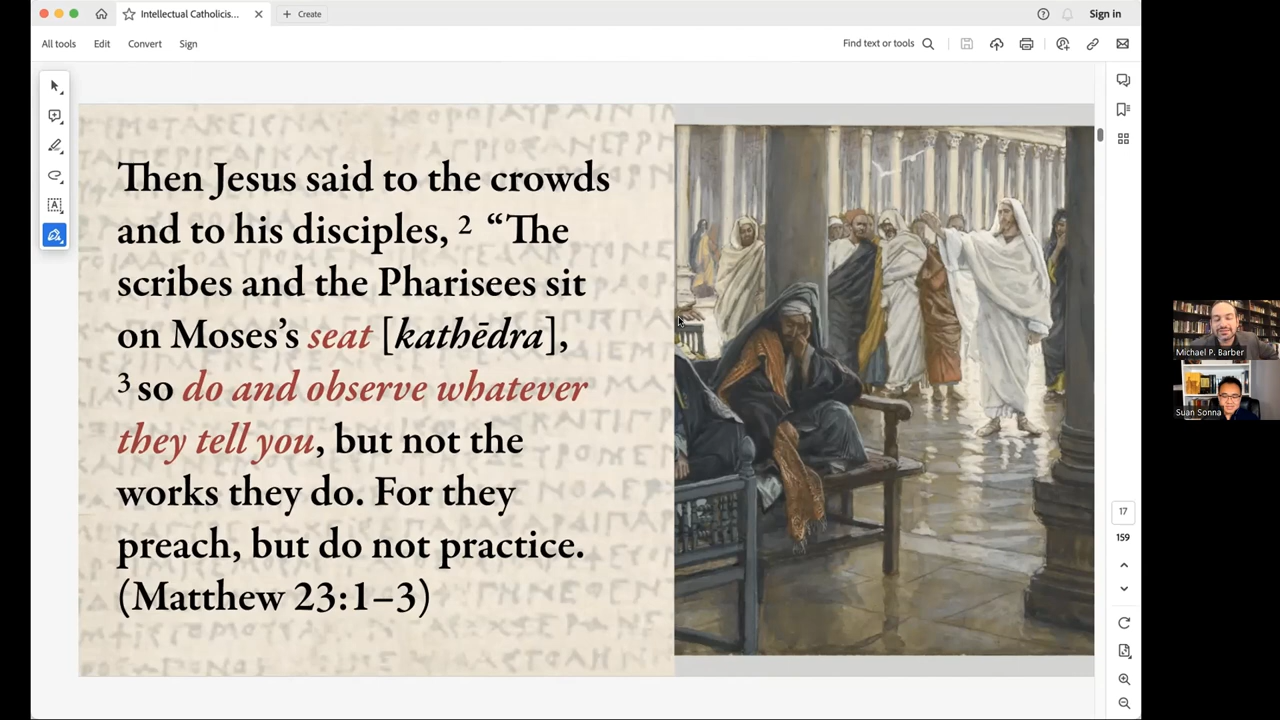 Intellectual Catholicis...
Create
Sign in
All tools
Edit
Convert
Sign
Find text or tools
Then Jesus said to the crowds
and to his disciples, 2 “The
scribes and the Pharisees sit
on Moses’s seat [kathēdra],
3 so do and observe whatever
they tell you, but not the
works they do. For they
preach, but do not practice.
(Matthew 23:1–3)
Michael P. Barber
Suan Sonna
17
159